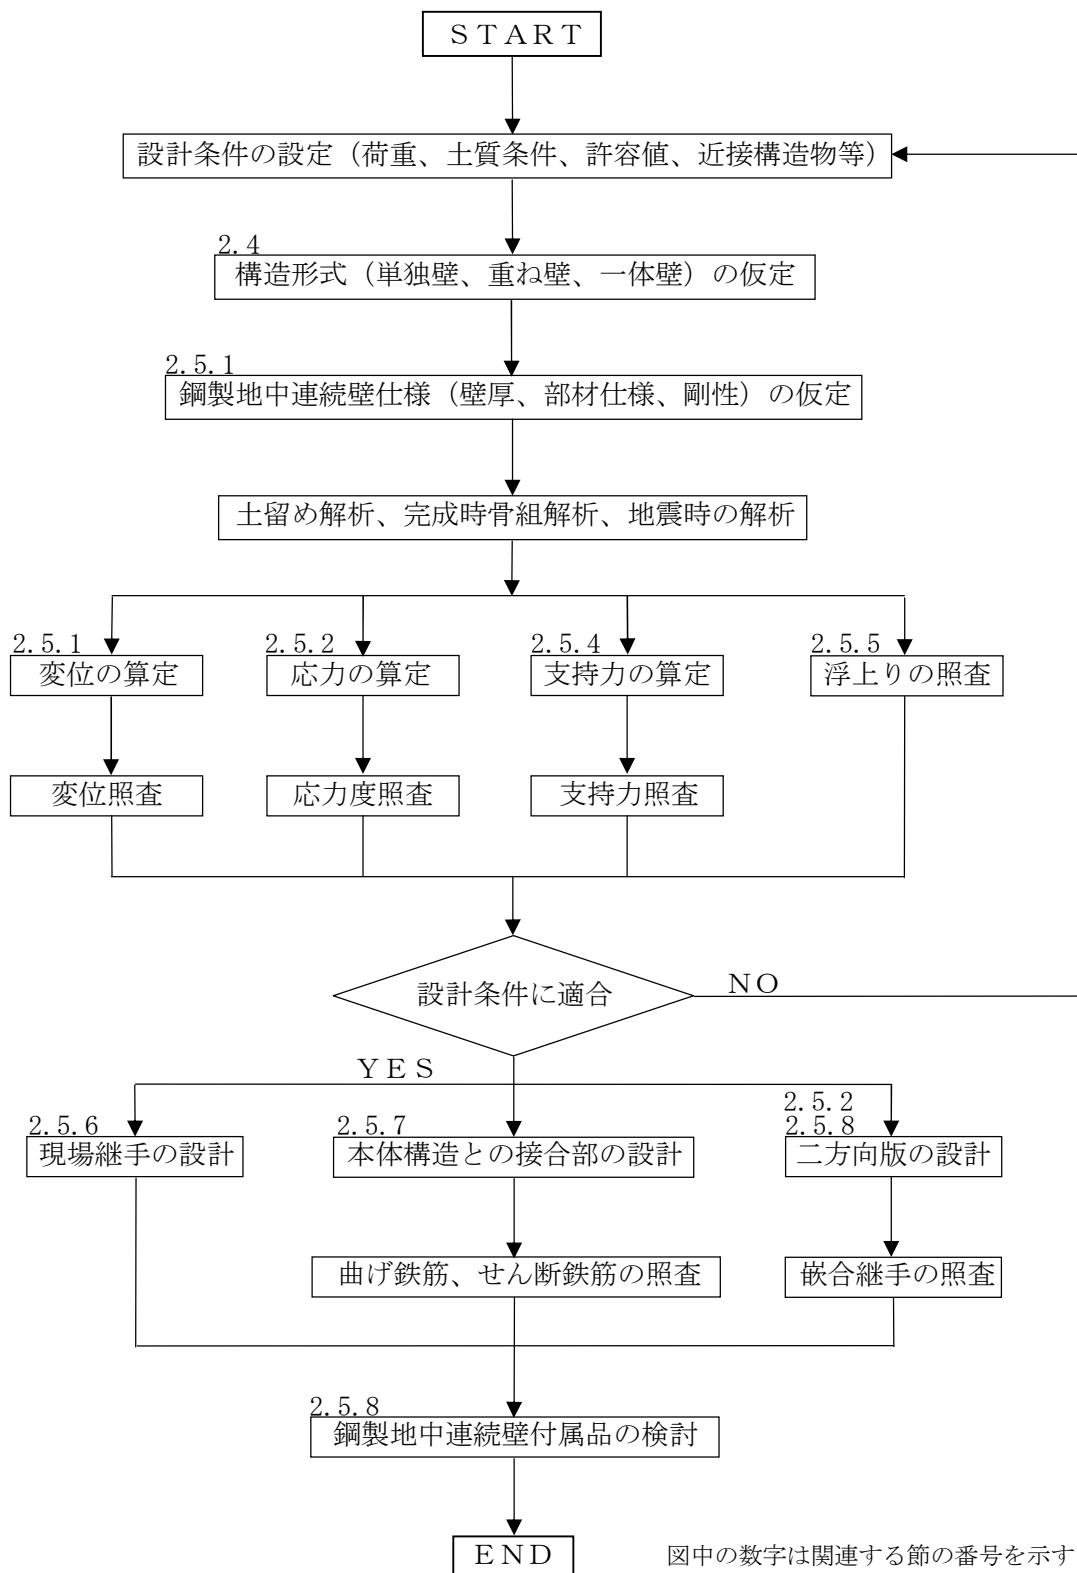 ＳＴＡＲＴ
設計条件の設定（荷重、土質条件、許容値、近接構造物等）
2.4
構造形式（単独壁、重ね壁、一体壁）の仮定
2.5.1
鋼製地中連続壁仕様（壁厚、部材仕様、剛性）の仮定
土留め解析、完成時骨組解析、地震時の解析
2.5.1
変位の算定
2.5.2
応力の算定
2.5.4
支持力の算定
2.5.5
浮上りの照査
変位照査
応力度照査
支持力照査
設計条件に適合
ＮＯ
ＹＥＳ
2.5.6
現場継手の設計
2.5.7
本体構造との接合部の設計
2.5.2
2.5.8
二方向版の設計
曲げ鉄筋、せん断鉄筋の照査
嵌合継手の照査
2.5.8
鋼製地中連続壁付属品の検討
ＥＮＤ
図中の数字は関連する節の番号を示す